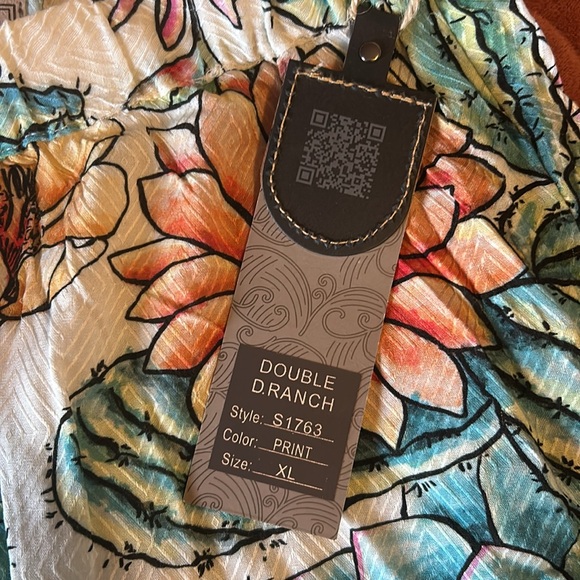 DOUBLE
D.RANCH
Style: S1763
Color: PRINT
Size: XL